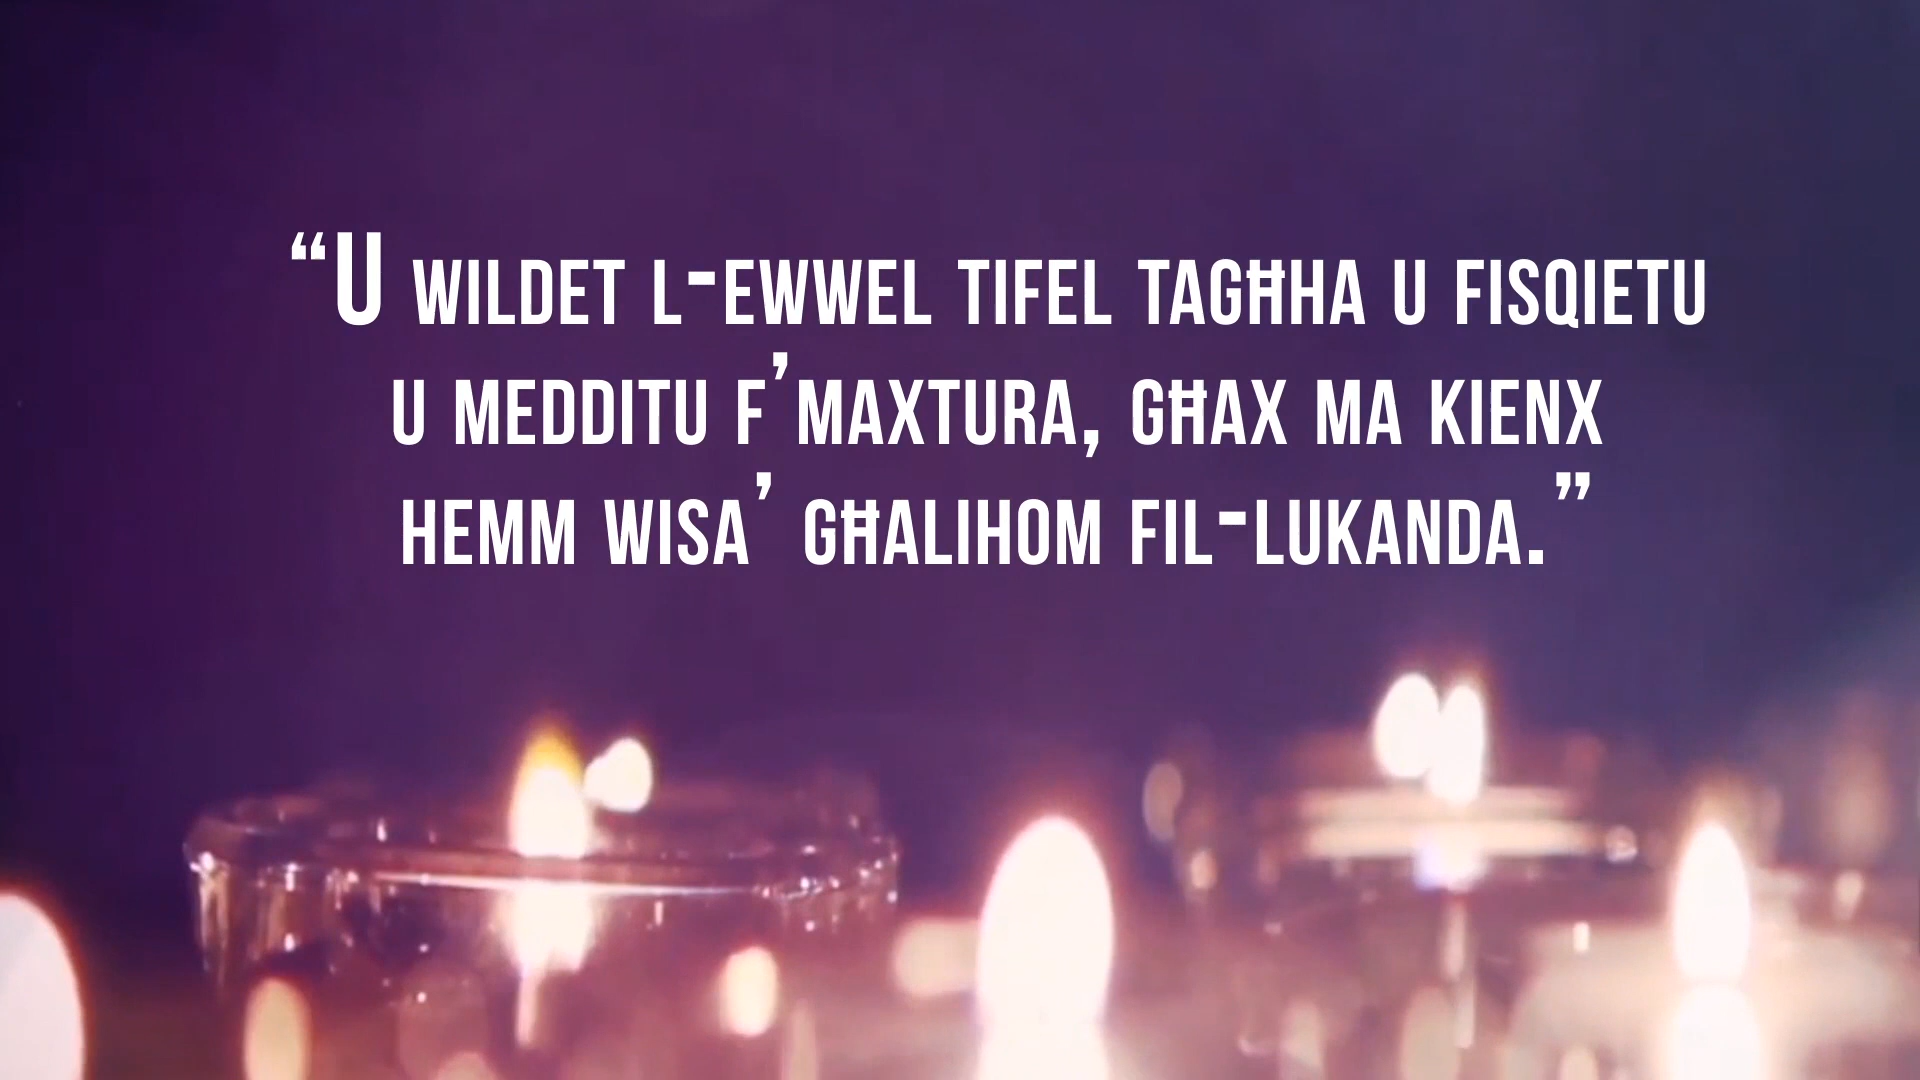 “U WILDET L-EWWEL TIFEL TAGĦHA U FISQIETU
U MEDDITU F’MAXTURA, GĦAX MA KIENX
HEMM WISA’ GĦALIHOM FIL-LUKANDA.”